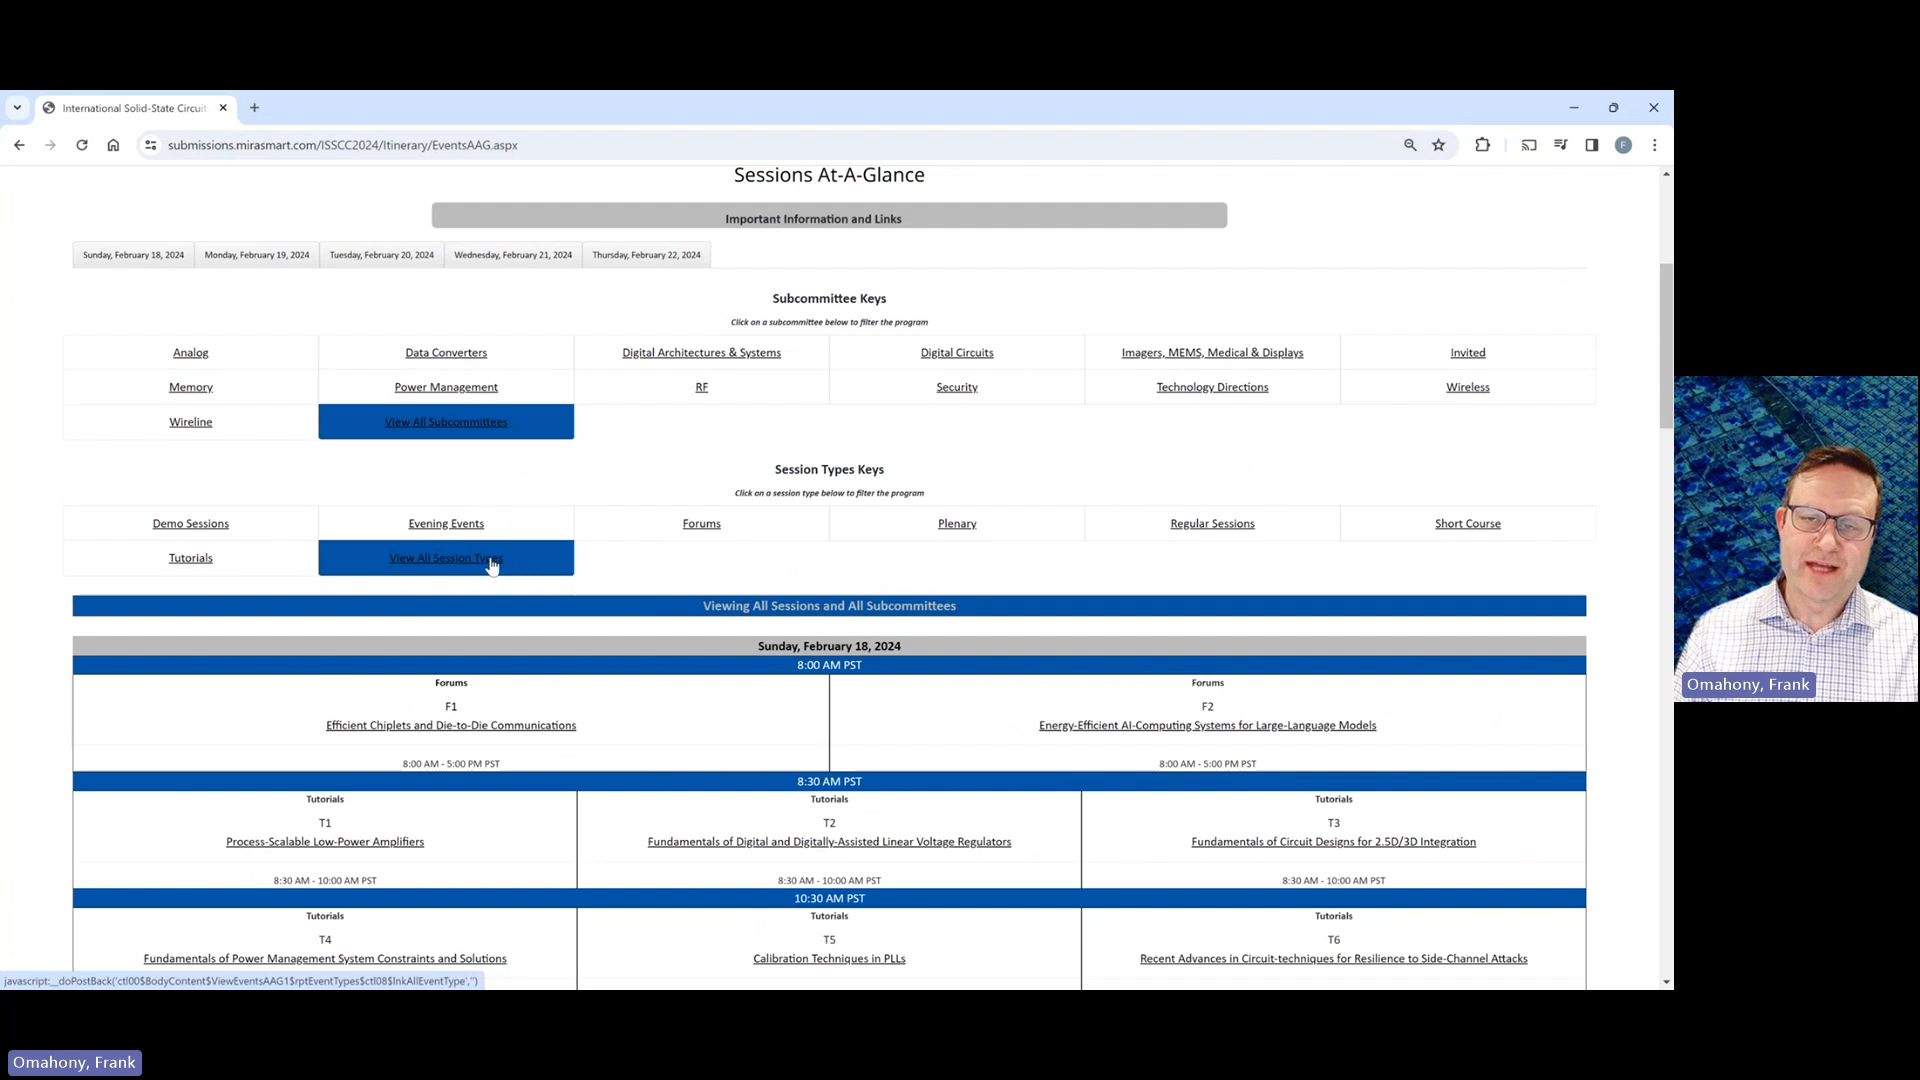 International Solid-State Circuit
submissions.mirasmart.com/ISSCC2024/Itinerary/EventsAAG.aspx
F
Sessions At-A-Glance
Important Information and Links
Sunday, February 18, 2024
Monday, February 19, 2024
Tuesday, February 20, 2024
Wednesday, February 21, 2024
Thursday, February 22, 2024
Subcommittee Keys
Click on a subcommittee below to filter the program
Analog
Data Converters
Digital Architectures & Systems
Digital Circuits
Imagers, MEMS, Medical & Displays
Invited
Memory
Power Management
RF
Security
Technology Directions
Wireless
Wireline
View All Subcommittees
Session Types Keys
Click on a session type below to filter the program
Demo Sessions
Evening Events
Forums
Plenary
Regular Sessions
Short Course
Tutorials
View All Session Types
Viewing All Sessions and All Subcommittees
Sunday, February 18, 2024
8:00 AM PST
Forums
F1
Efficient Chiplets and Die-to-Die Communications
8:00 AM - 5:00 PM PST
Forums
F2
Energy-Efficient AI-Computing Systems for Large-Language Models
8:00 AM - 5:00 PM PST
8:30 AM PST
Tutorials
T1
Process-Scalable Low-Power Amplifiers
8:30 AM - 10:00 AM PST
Tutorials
T2
Fundamentals of Digital and Digitally-Assisted Linear Voltage Regulators
8:30 AM - 10:00 AM PST
Tutorials
T3
Fundamentals of Circuit Designs for 2.5D/3D Integration
8:30 AM - 10:00 AM PST
10:30 AM PST
Tutorials
T4
Fundamentals of Power Management System Constraints and Solutions
Tutorials
T5
Calibration Techniques in PLLs
Tutorials
T6
Recent Advances in Circuit-techniques for Resilience to Side-Channel Attacks
javascript:__doPostBack('ctl00$BodyContent$ViewEventsAAG1$rptEventTypes$ctl08$lnkAllEventType','')
Omahony, Frank
Omahony, Frank